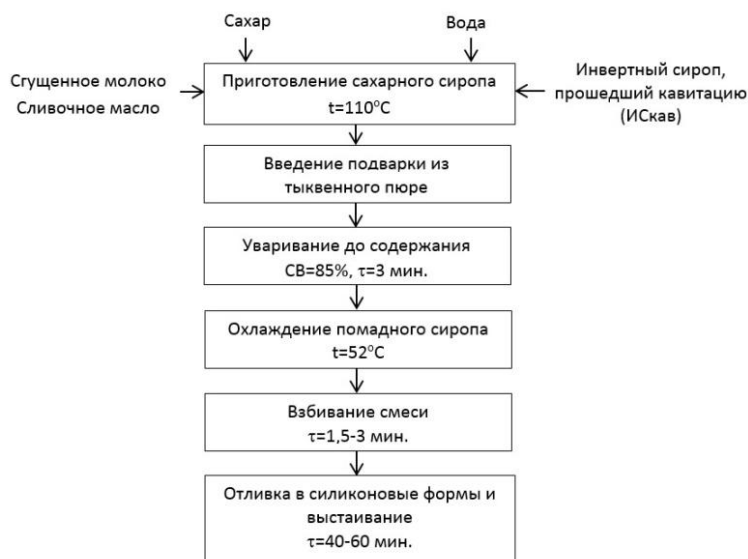 Сахар
Вода
Сгущенное молоко
Сливочное масло
Приготовление сахарного сиропа
t=110°C
Инвертный сироп,
прошедший кавитацию
(ИСкав)
Введение подварки из
тыквенного пюре
Уваривание до содержания
СВ=85%, τ=3 мин.
Охлаждение помадного сиропа
t=52°C
Взбивание смеси
τ=1,5-3 мин.
Отливка в силиконовые формы и
выстаивание
τ=40-60 мин.